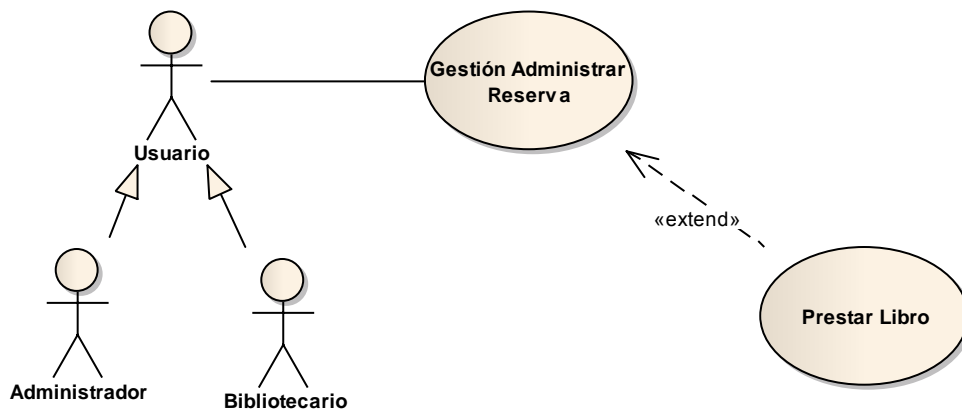 Gestión Administrar
Reserva
Usuario
«extend»
Prestar Libro
Administrador
Bibliotecario